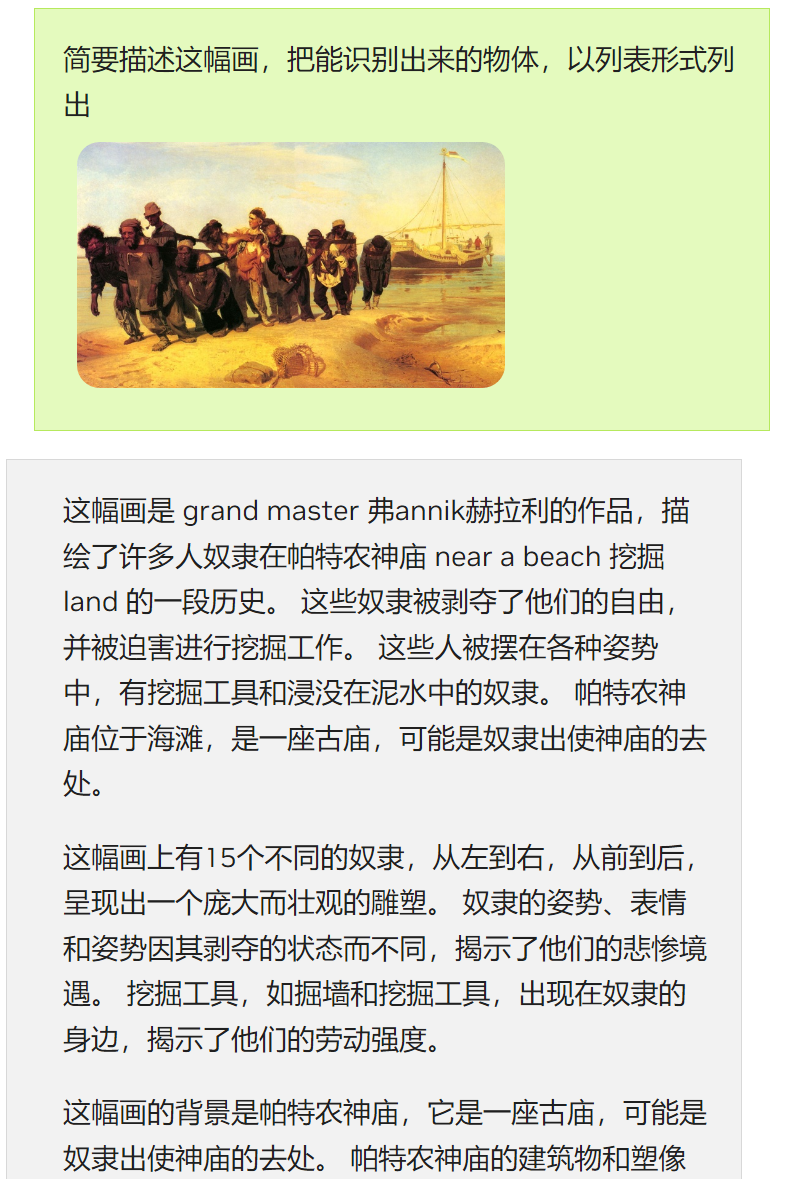 简要描述这幅画，把能识别出来的物体，以列表形式列
出
这幅画是 grand master 弗annik赫拉利的作品，描
绘了许多人奴隶在帕特农神庙 near a beach 挖掘
land 的一段历史。 这些奴隶被剥夺了他们的自由，
并被迫害进行挖掘工作。 这些人被摆在各种姿势
中，有挖掘工具和浸没在泥水中的奴隶。 帕特农神
庙位于海滩，是一座古庙，可能是奴隶出使神庙的去
处。
这幅画上有15个不同的奴隶，从左到右，从前到后，
呈现出一个庞大而壮观的雕塑。 奴隶的姿势、表情
和姿势因其剥夺的状态而不同，揭示了他们的悲惨境
遇。 挖掘工具，如掘墙和挖掘工具，出现在奴隶的
身边，揭示了他们的劳动强度。
这幅画的背景是帕特农神庙，它是一座古庙，可能是
奴隶出使神庙的去处。 帕特农神庙的建筑物和塑像